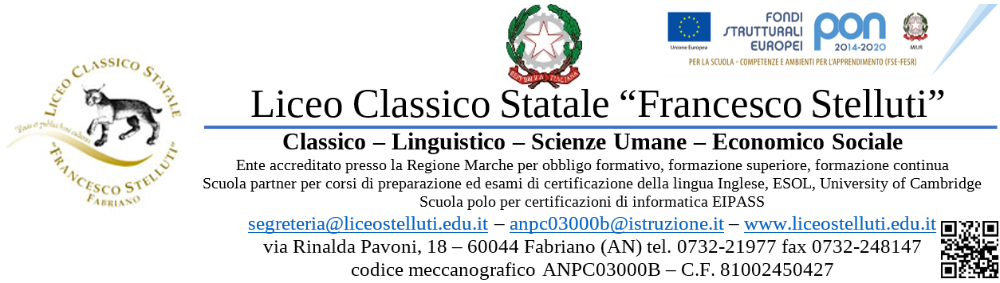 LICEO CLASSICO STATALE
"FRANCESCO STELLUTI"
FABRIANO
REPVBBLICA ITALIANA
Unione Europea
FONDI
STRUTTURALI
EUROPEI
pon
2014-2020
MIUR
PER LA SCUOLA - COMPETENZE E AMBIENTI PER L'APPRENDIMENTO (FSE-FESR)
Liceo Classico Statale “Francesco Stelluti”
Classico – Linguistico – Scienze Umane – Economico Sociale
Ente accreditato presso la Regione Marche per obbligo formativo, formazione superiore, formazione continua
Scuola partner per corsi di preparazione ed esami di certificazione della lingua Inglese, ESOL, University of Cambridge
Scuola polo per certificazioni di informatica EIPASS
segreteria@liceostelluti.edu.it – anpc03000b@istruzione.it – www.liceostelluti.edu.it
via Rinalda Pavoni, 18 – 60044 Fabriano (AN) tel. 0732-21977 fax 0732-248147
codice meccanografico ANPC03000B – C.F. 81002450427